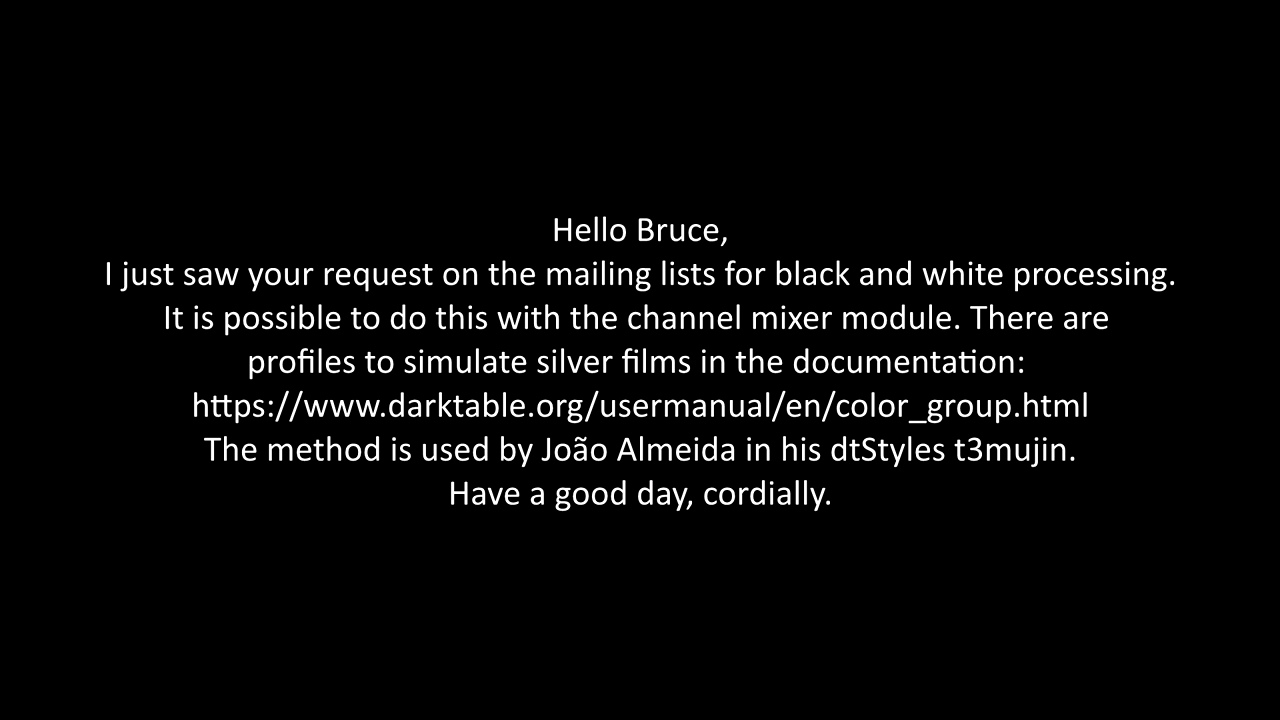 Hello Bruce,
I just saw your request on the mailing lists for black and white processing.
It is possible to do this with the channel mixer module. There are
profiles to simulate silver films in the documentation:
https://www.darktable.org/usermanual/en/color_group.html
The method is used by João Almeida in his dtStyles t3mujin.
Have a good day, cordially.